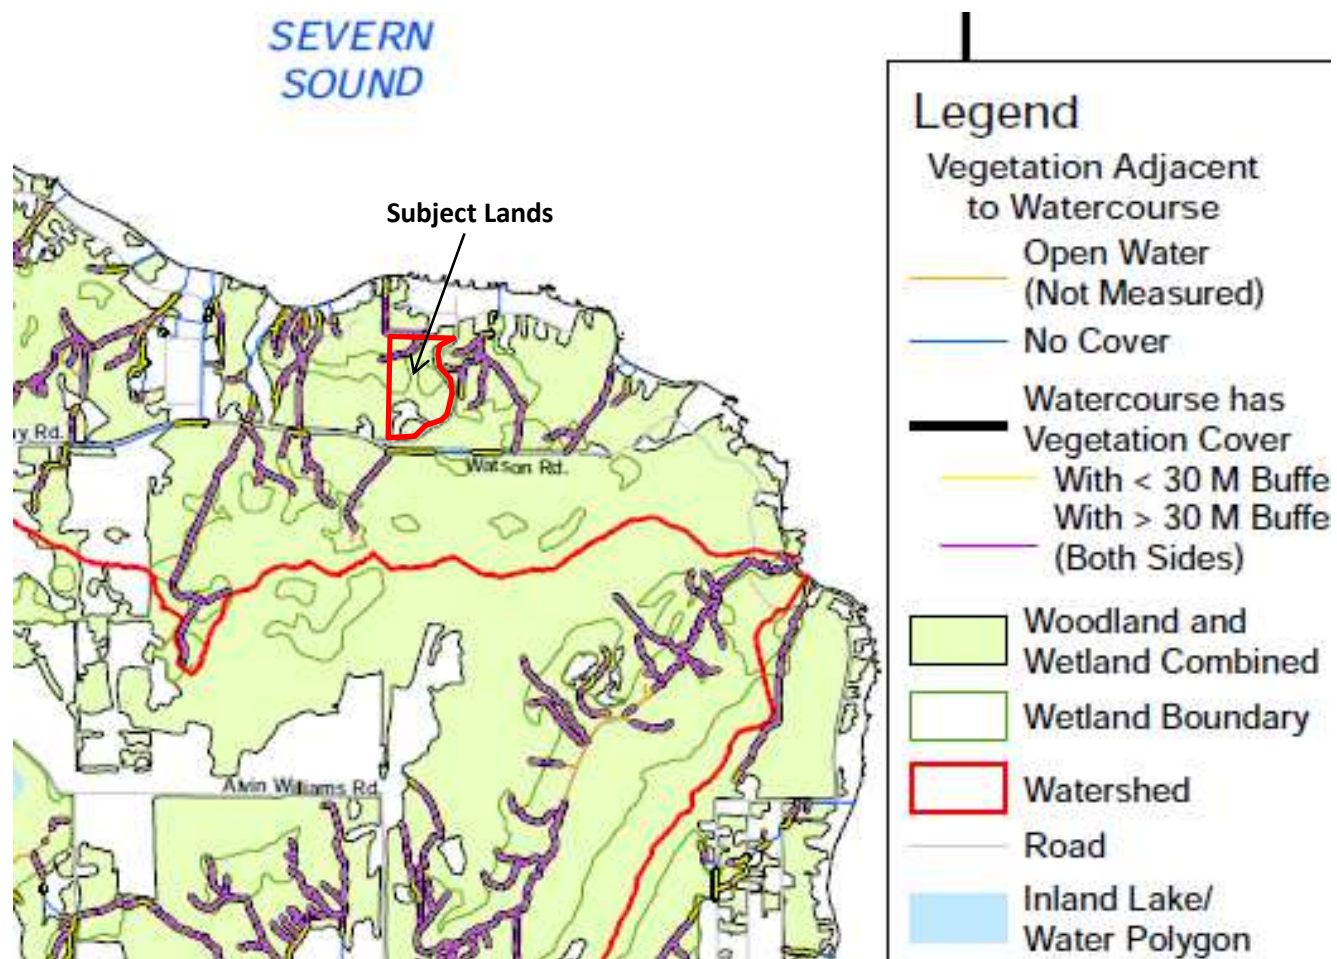 SEVERN
SOUND
Subject Lands
ay Rd.
Watson Rd.
Alvin Williams Rd.
Legend
Vegetation Adjacent
to Watercourse
Open Water
(Not Measured)
No Cover
Watercourse has
Vegetation Cover
With < 30 M Buffe
With > 30 M Buffe
(Both Sides)
Woodland and
Wetland Combined
Wetland Boundary
Watershed
Road
Inland Lake/
Water Polygon